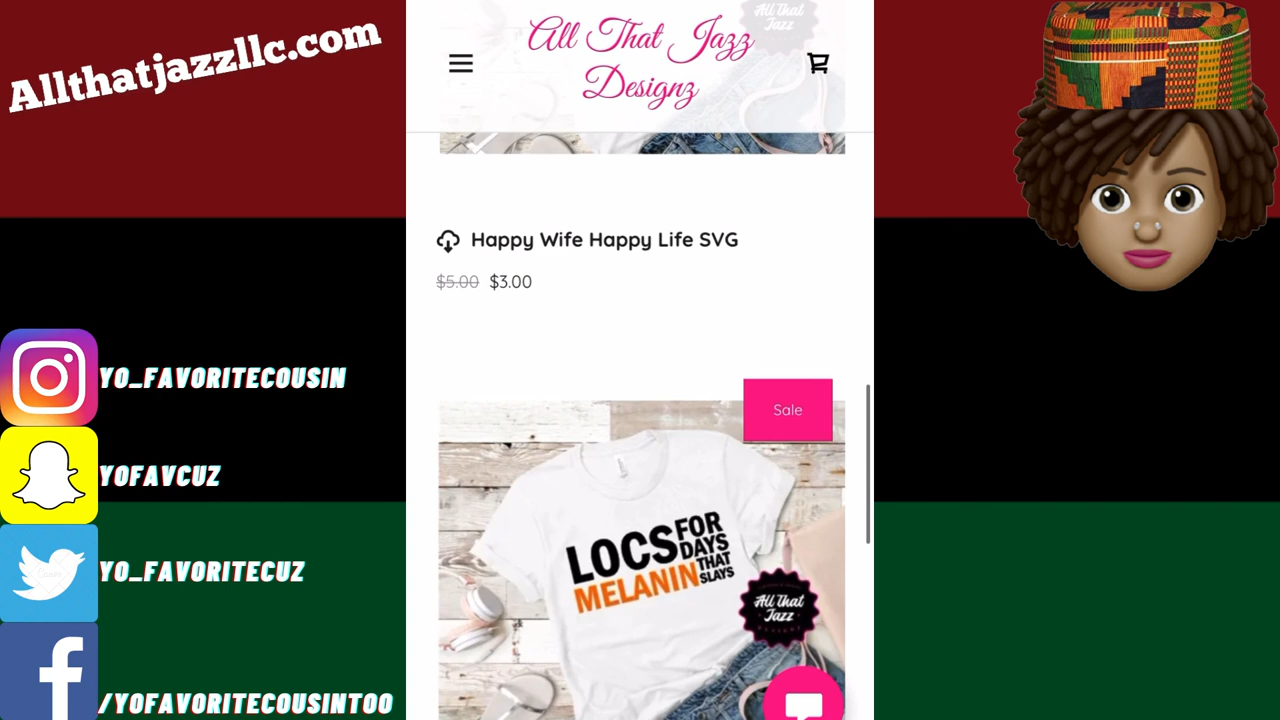 Allthatjazzllc.com
All That Jazz
Designz
All that
Jazz
Happy Wife Happy Life SVG
$5.00 $3.00
Sale
LOCS FOR
DAYS
MELANIN THAT
SLAYS
All that
Jazz
YO_FAVORITECOUSIN
YOFAVCUZ
YO_FAVORITECUZ
/YOFAVORITECOUSINTOO